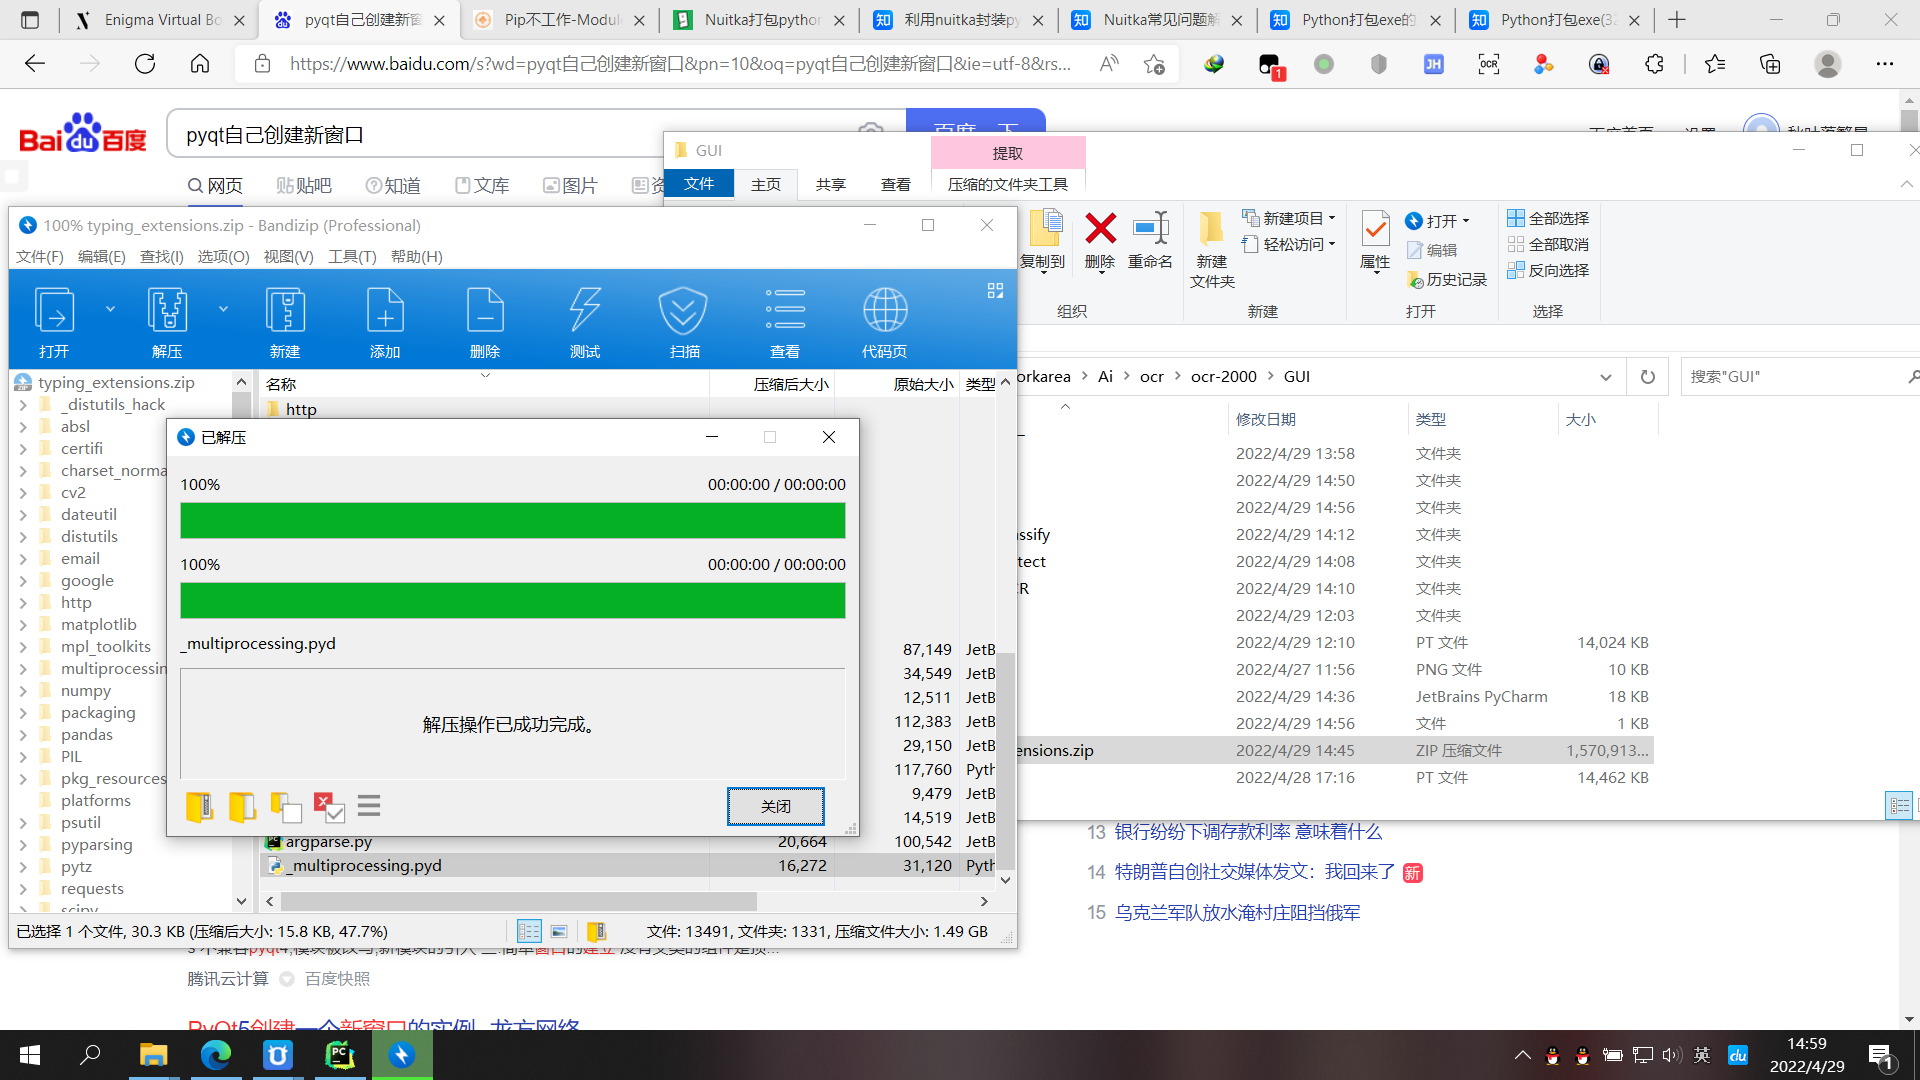 Enigma Virtual Bo
pyqt自己创建新窗
Pip不工作-Module
Nuitka打包python
利用nuitka封装py
Nuitka常见问题解
Python打包exe的
Python打包exe(32
https://www.baidu.com/s?wd=pyqt自己创建新窗口&pn=10&oq=pyqt自己创建新窗口&ie=utf-8&rs...
1
JH
OCR
Bai du 百度
pyqt自己创建新窗口
百度一下
网页
贴吧
知道
文库
图片
GUI
提取
文件
主页
共享
查看
压缩的文件夹工具
复制到
删除
重命名
新建
文件夹
新建项目
轻松访问
属性
打开
编辑
历史记录
全部选择
全部取消
反向选择
组织
新建
打开
选择
orkarea > Ai > ocr > ocr-2000 > GUI
搜索"GUI"
修改日期 类型 大小
2022/4/29 13:58 文件夹
2022/4/29 14:50 文件夹
2022/4/29 14:56 文件夹
ssify 2022/4/29 14:12 文件夹
tect 2022/4/29 14:08 文件夹
CR 2022/4/29 14:10 文件夹
2022/4/29 12:03 文件夹
2022/4/29 12:10 PT 文件 14,024 KB
2022/4/27 11:56 PNG 文件 10 KB
2022/4/29 14:36 JetBrains PyCharm 18 KB
2022/4/29 14:56 文件 1 KB
ensions.zip 2022/4/29 14:45 ZIP 压缩文件 1,570,913...
2022/4/28 17:16 PT 文件 14,462 KB
100% typing_extensions.zip - Bandizip (Professional)
文件(F) 编辑(E) 查找(I) 选项(O) 视图(V) 工具(T) 帮助(H)
打开
解压
新建
添加
删除
测试
扫描
查看
代码页
typing_extensions.zip
_distutils_hack
absl
certifi
charset_norma
cv2
dateutil
distutils
email
google
http
matplotlib
mpl_toolkits
multiprocessin
numpy
packaging
pandas
PIL
pkg_resources
platforms
psutil
pyparsing
pytz
requests
scipy
名称 压缩后大小 原始大小 类型
http
87,149 JetB
34,549 JetB
12,511 JetB
112,383 JetB
29,150 JetB
117,760 Pyth
9,479 JetB
14,519 JetB
argparse.py 20,664 100,542 JetB
_multiprocessing.pyd 16,272 31,120 Pyth
已选择 1 个文件, 30.3 KB (压缩后大小: 15.8 KB, 47.7%)
文件: 13491, 文件夹: 1331, 压缩文件大小: 1.49 GB
已解压
100% 00:00:00 / 00:00:00
100% 00:00:00 / 00:00:00
_multiprocessing.pyd
解压操作已成功完成。
关闭
13 银行纷纷下调存款利率 意味着什么
14 特朗普自创社交媒体发文：我回来了 新
15 乌克兰军队放水淹村庄阻挡俄军
腾讯云计算 百度快照
PyQt5创建一个新窗口的实例_龙方网络
PC
英
du
14:59
2022/4/29
1